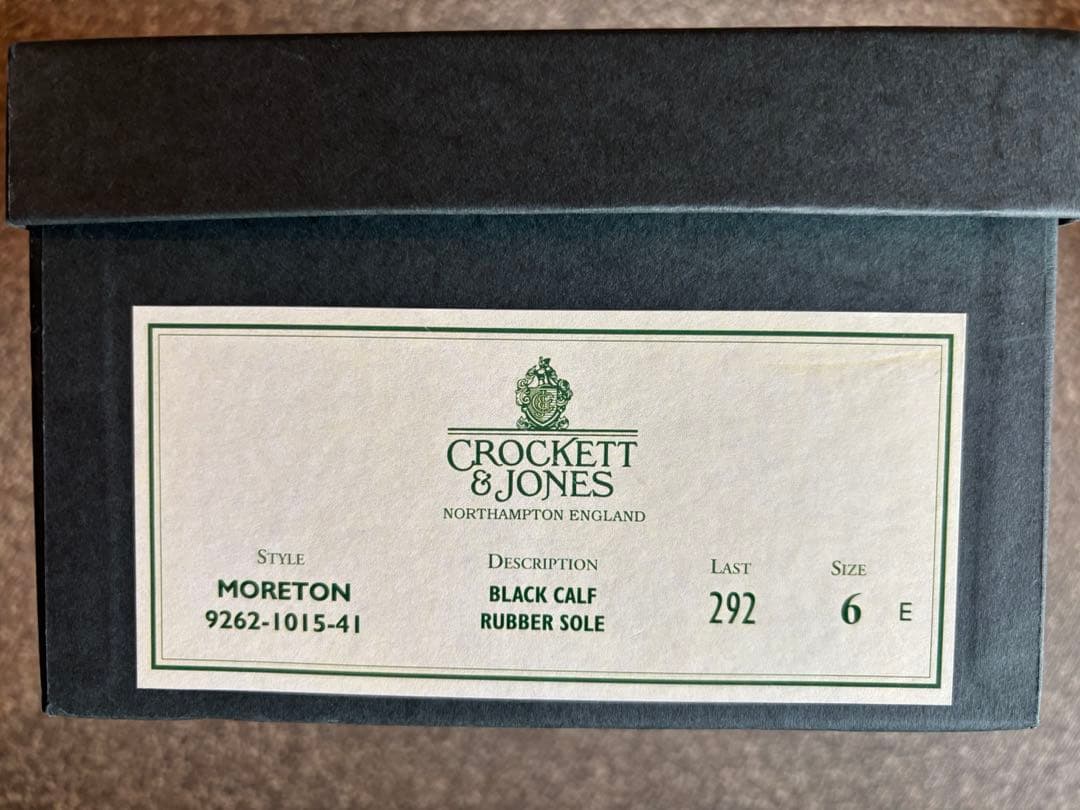 CROCKETT
& JONES
NORTHAMPTON ENGLAND
STYLE DESCRIPTION LAST SIZE
MORETON BLACK CALF 292 6 E
9262-1015-41 RUBBER SOLE